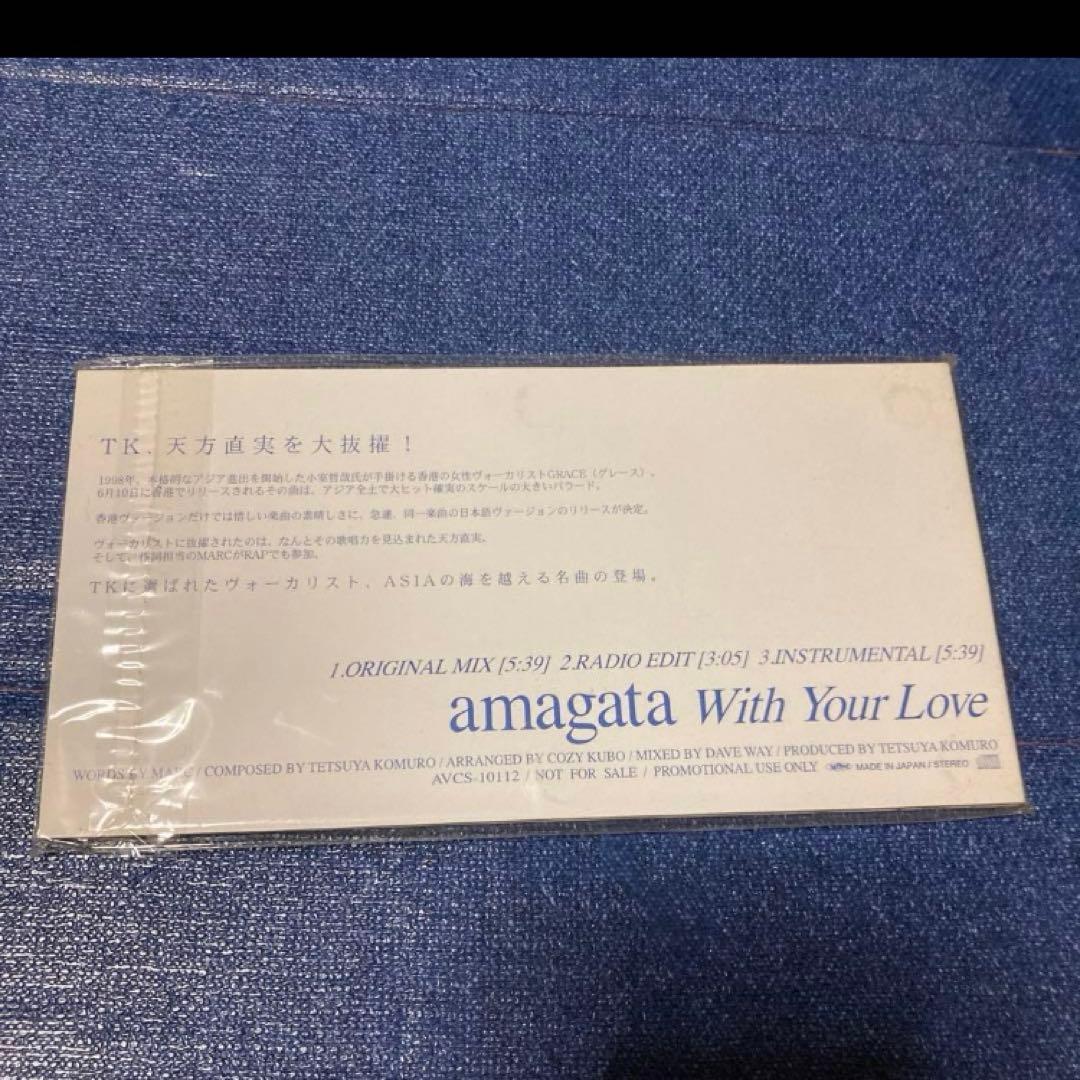 TK、天方直実を大抜擢！
1998年、本格的なアジア進出を開始した小室哲哉氏が手掛ける香港の女性ヴォーカリストGRACE（グレース）。
6月10日に香港でリリースされるその曲は、アジア全土で大ヒット確実のスケールの大きいバラード。
香港ヴァージョンだけでは惜しい楽曲の素晴しさに、急遽、同一楽曲の日本語ヴァージョンのリリースが決定。
ヴォーカリストに抜擢されたのは、なんとその歌唱力を見込まれた天方直実。
そして、作詞担当のMARCがRAPでも参加。
TKに選ばれたヴォーカリスト、ASIAの海を越える名曲の登場。
1.ORIGINAL MIX [5:39] 2.RADIO EDIT [3:05] 3.INSTRUMENTAL [5:39]
amagata With Your Love
WORDS BY MARC / COMPOSED BY TETSUYA KOMURO / ARRANGED BY COZY KUBO / MIXED BY DAVE WAY / PRODUCED BY TETSUYA KOMURO
AVCS-10112 / NOT FOR SALE / PROMOTIONAL USE ONLY MADE IN JAPAN / STEREO